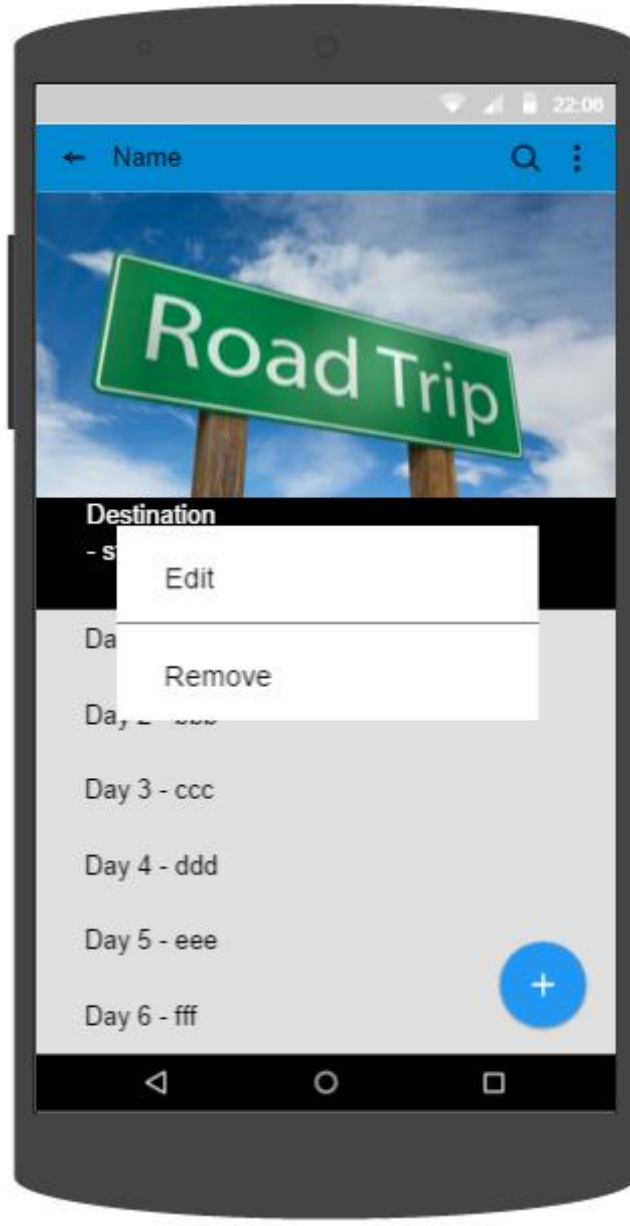 22:06
Name
Road Trip
Destination
Edit
Remove
Day 3 - ccc
Day 4 - ddd
Day 5 - eee
Day 6 - fff